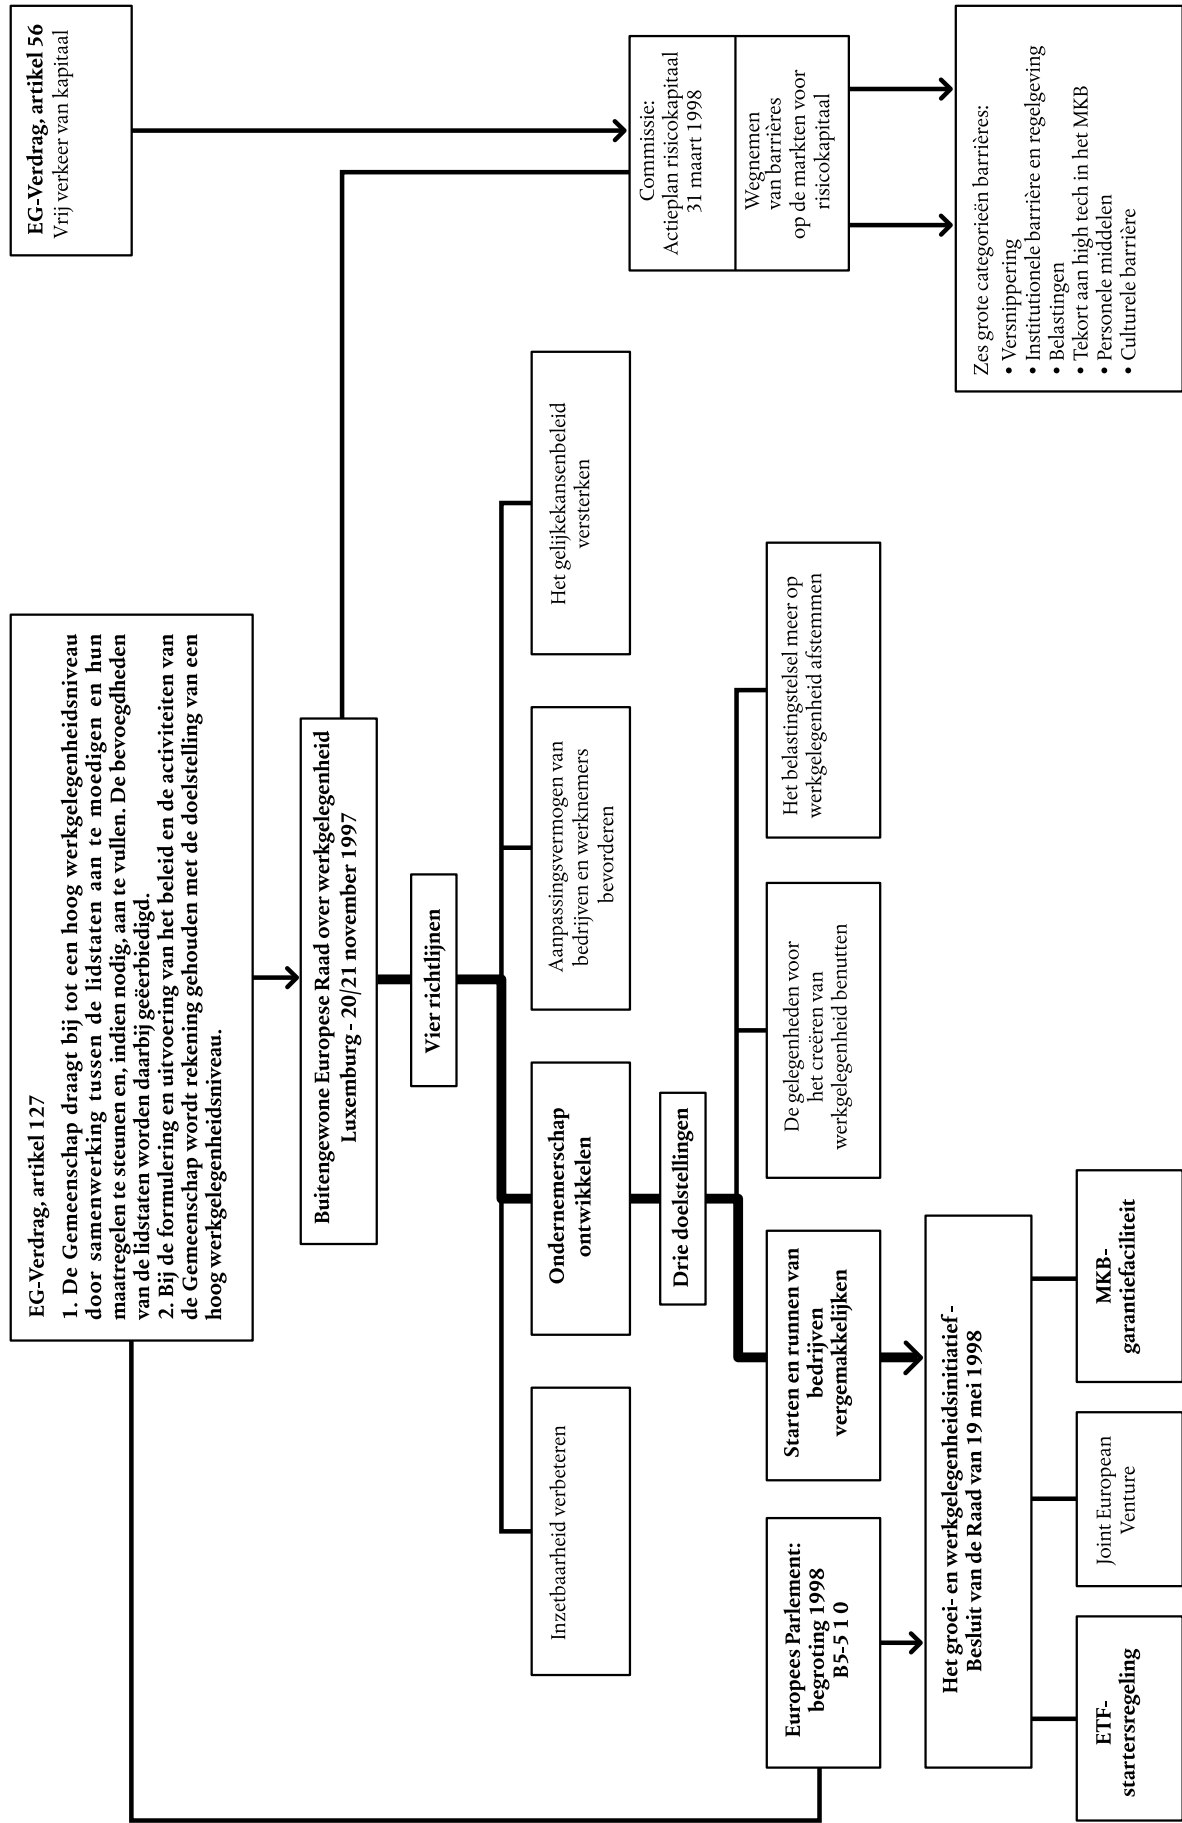 EG-Verdrag, artikel 127
1. De Gemeenschap draagt bij tot een hoog werkgelegenheidsniveau
door samenwerking tussen de lidstaten aan te moedigen en hun
maatregelen te steunen en, indien nodig, aan te vullen. De bevoegdheden
van de lidstaten worden daarbij geëerbiedigd.
2. Bij de formulering en uitvoering van het beleid en de activiteiten van
de Gemeenschap wordt rekening gehouden met de doelstelling van een
hoog werkgelegenheidsniveau.
EG-Verdrag, artikel 56
Vrij verkeer van kapitaal
Buitengewone Europese Raad over werkgelegenheid
Luxemburg - 20/21 november 1997
Vier richtlijnen
Inzetbaarheid verbeteren
Ondernemerschap
ontwikkelen
Aanpassingsvermogen van
bedrijven en werknemers
bevorderen
Het gelijkekansenbeleid
versterken
Commissie:
Actieplan risicokapitaal
31 maart 1998
Wegnemen
van barrières
op de markten voor
risicokapitaal
Drie doelstellingen
Europees Parlement:
begroting 1998
B5-5 1 0
Starten en runnen van
bedrijven
vergemakkelijken
De gelegenheden voor
het creëren van
werkgelegenheid benutten
Het belastingstelsel meer op
werkgelegenheid afstemmen
Het groei- en werkgelegenheidsinitiatief -
Besluit van de Raad van 19 mei 1998
Zes grote categorieën barrières:
• Versnippering
• Institutionele barrière en regelgeving
• Belastingen
• Tekort aan high tech in het MKB
• Personele middelen
• Culturele barrière
ETF-
startersregeling
Joint European
Venture
MKB-
garantiefaciliteit